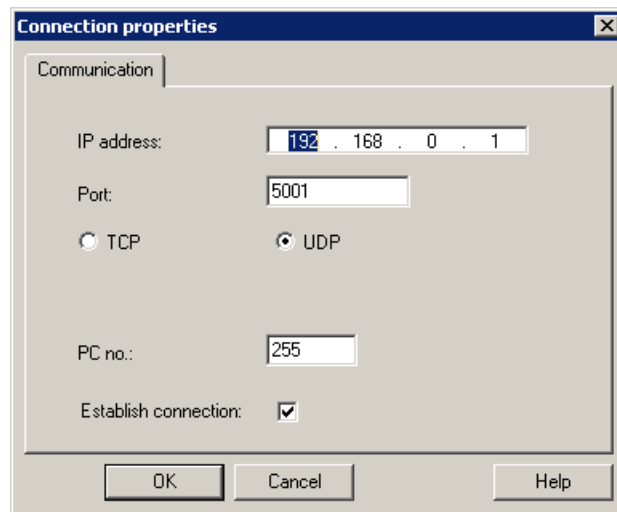 Connection properties
Communication
IP address: 192 . 168 . 0 . 1
Port: 5001
TCP UDP
PC no.: 255
Establish connection:
OK Cancel Help